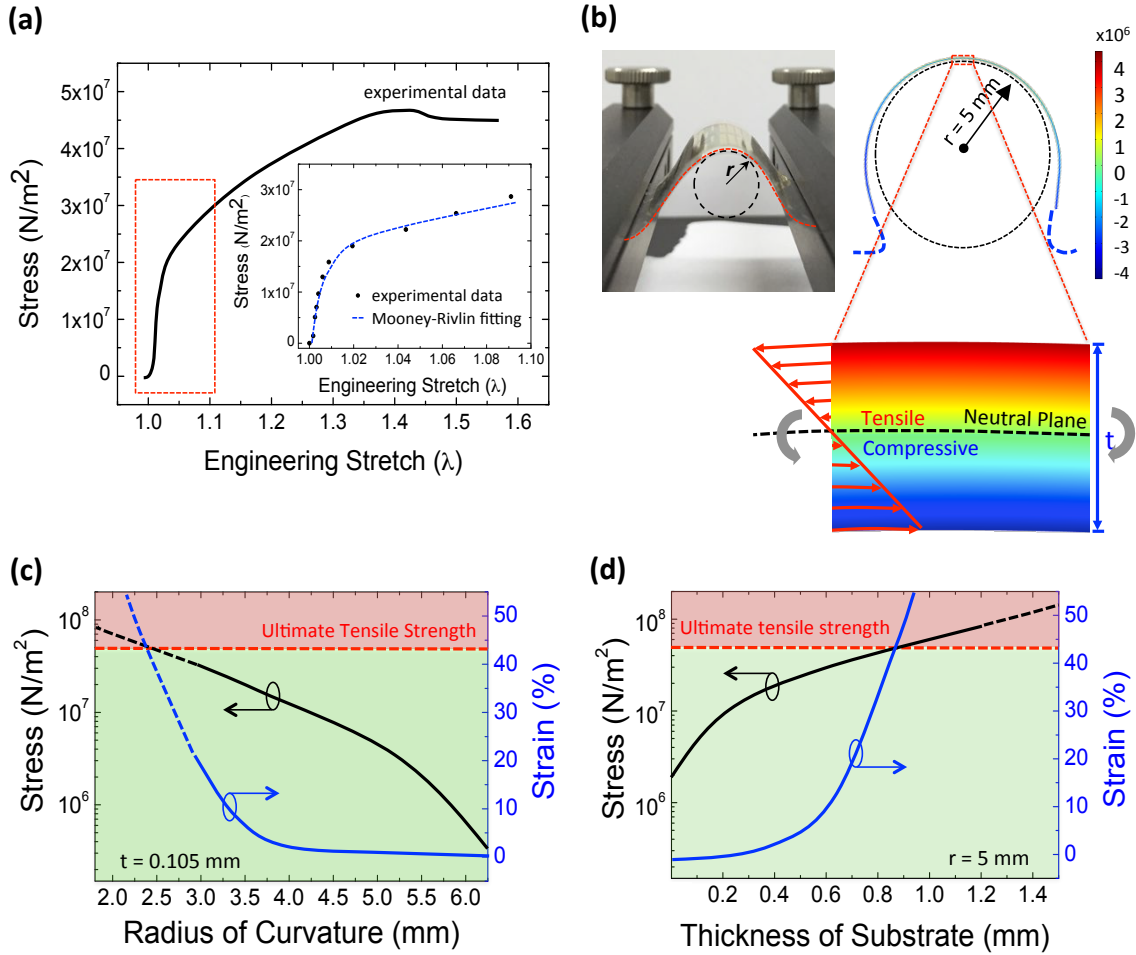 (a)
5x10⁷
4x10⁷
3x10⁷
2x10⁷
1x10⁷
0
Stress (N/m²)
experimental data
1.0 1.1 1.2 1.3 1.4 1.5 1.6
Engineering Stretch (λ)
3x10⁷
2x10⁷
1x10⁷
0
Stress (N/m²)
experimental data
Mooney-Rivlin fitting
1.00 1.02 1.04 1.06 1.08 1.10
Engineering Stretch (λ)
(b)
r
r = 5 mm
x10⁶
4
3
2
1
0
-1
-2
-3
-4
Tensile
Neutral Plane
Compressive
t
(c)
10⁸
10⁷
10⁶
Stress (N/m²)
Ultimate Tensile Strength
t = 0.105 mm
50
40
30
20
10
0
Strain (%)
2.0 2.5 3.0 3.5 4.0 4.5 5.0 5.5 6.0
Radius of Curvature (mm)
(d)
10⁸
10⁷
10⁶
Stress (N/m²)
Ultimate tensile strength
r = 5 mm
50
40
30
20
10
0
Strain (%)
0.2 0.4 0.6 0.8 1.0 1.2 1.4
Thickness of Substrate (mm)